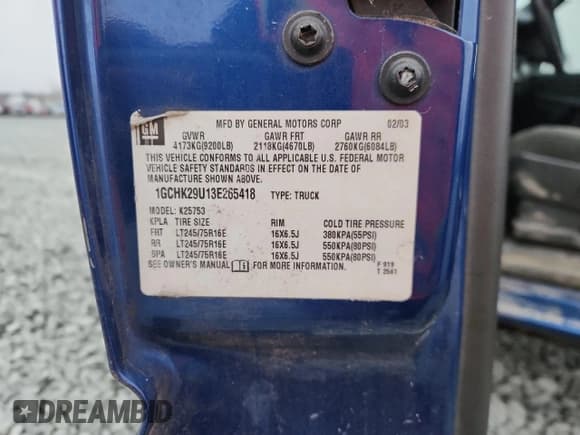 GM
MFD BY GENERAL MOTORS CORP 02/03
GVWR GAWR FRT GAWR RR
4173KG(9200LB) 2118KG(4670LB) 2760KG(6084LB)
THIS VEHICLE CONFORMS TO ALL APPLICABLE U.S. FEDERAL MOTOR
VEHICLE SAFETY STANDARDS IN EFFECT ON THE DATE OF
MANUFACTURE SHOWN ABOVE.
1GCHK29U13E265418 TYPE: TRUCK
MODEL: K25753
KPLA TIRE SIZE RIM COLD TIRE PRESSURE
FRT LT245/75R16E 16X6.5J 380KPA(55PSI)
RR LT245/75R16E 16X6.5J 550KPA(80PSI)
SPA LT245/75R16E 16X6.5J 550KPA(80PSI)
SEE OWNER'S MANUAL FOR MORE INFORMATION. F 919
T 2561
DREAMBID